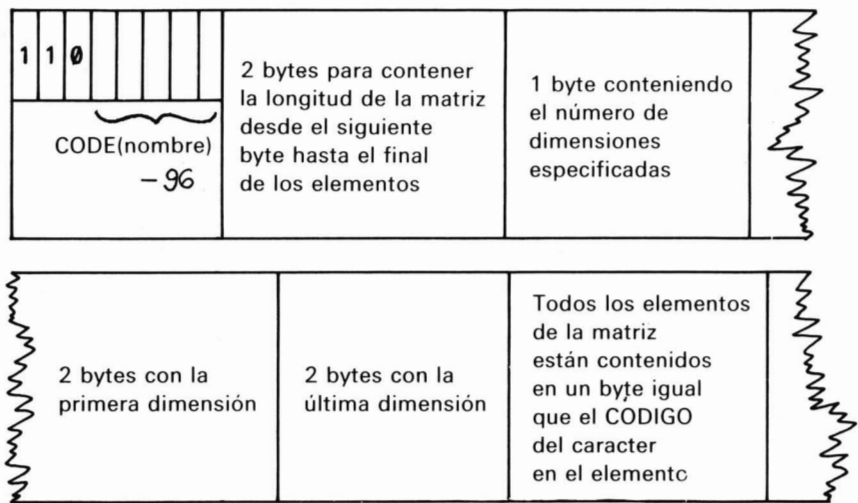 1 1 0
CODE(nombre)
- 96
2 bytes para contener
la longitud de la matriz
desde el siguiente
byte hasta el final
de los elementos
1 byte conteniendo
el número de
dimensiones
especificadas
2 bytes con la
primera dimensión
2 bytes con la
última dimensión
Todos los elementos
de la matriz
están contenidos
en un byte igual
que el CODIGO
del caracter
en el elemento